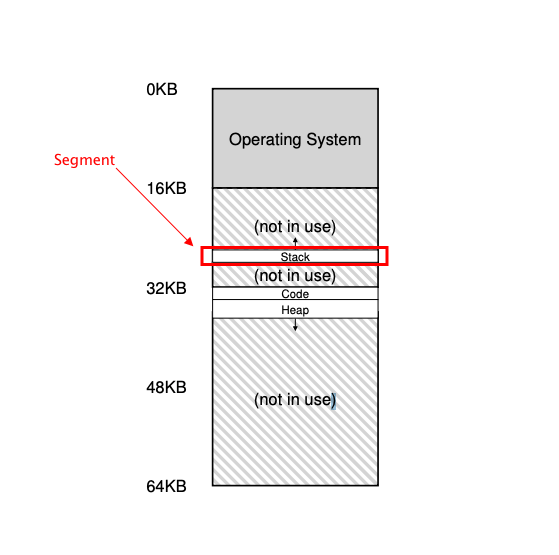 0KB
Operating System
Segment
16KB
(not in use)
Stack
(not in use)
32KB
Code
Heap
48KB
(not in use)
64KB